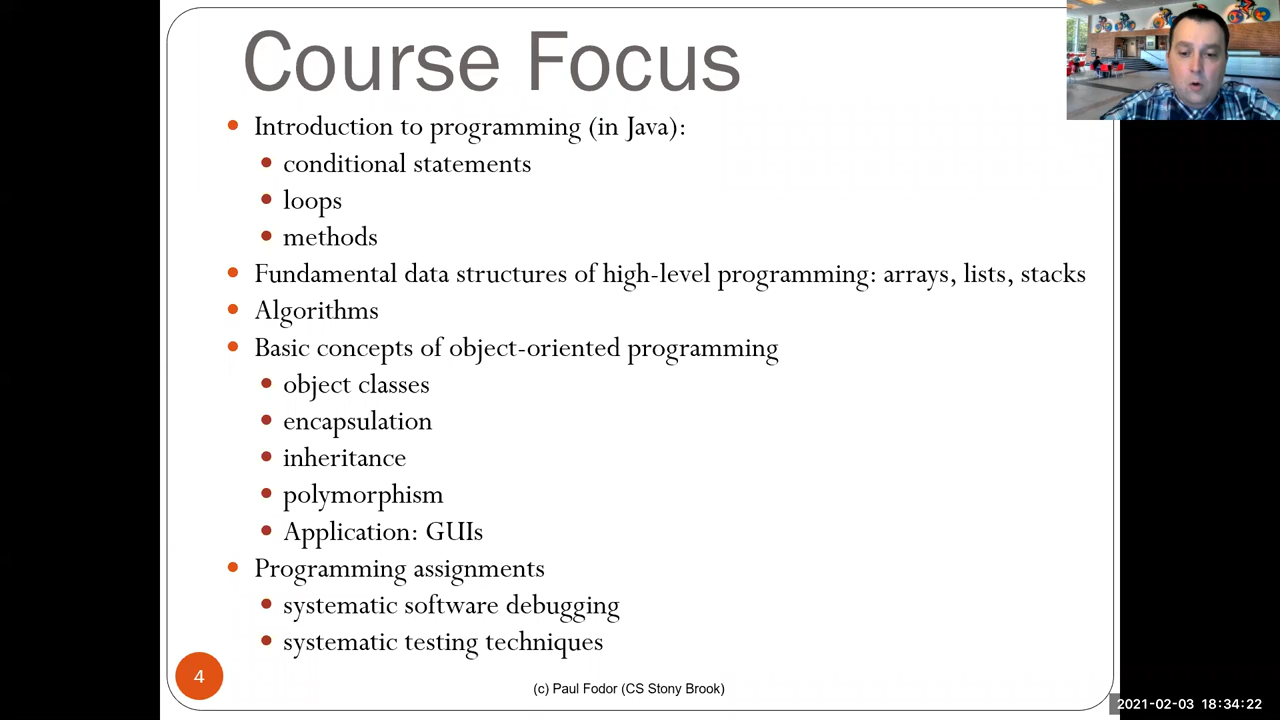 Course Focus
Introduction to programming (in Java):
conditional statements
loops
methods
Fundamental data structures of high-level programming: arrays, lists, stacks
Algorithms
Basic concepts of object-oriented programming
object classes
encapsulation
inheritance
polymorphism
Application: GUIs
Programming assignments
systematic software debugging
systematic testing techniques
4
(c) Paul Fodor (CS Stony Brook)
2021-02-03 18:34:22